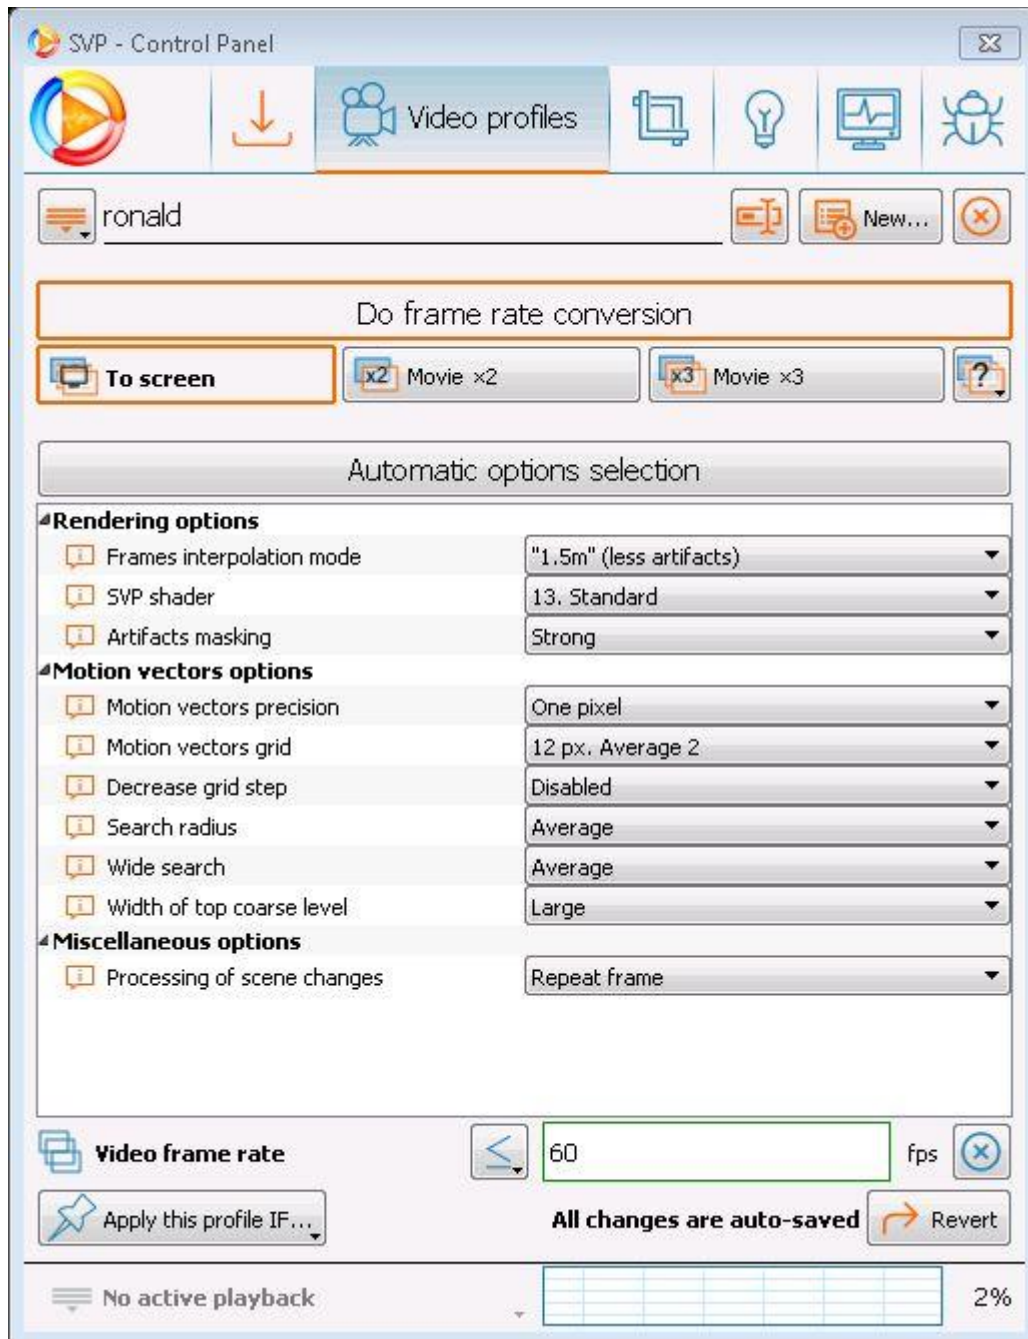 SVP - Control Panel
Video profiles
ronald
New...
Do frame rate conversion
To screen
x2 Movie ×2
x3 Movie ×3
?
Automatic options selection
Rendering options
Frames interpolation mode "1.5m" (less artifacts)
SVP shader 13. Standard
Artifacts masking Strong
Motion vectors options
Motion vectors precision One pixel
Motion vectors grid 12 px. Average 2
Decrease grid step Disabled
Search radius Average
Wide search Average
Width of top coarse level Large
Miscellaneous options
Processing of scene changes Repeat frame
Video frame rate ≤ 60 fps
Apply this profile IF... All changes are auto-saved Revert
No active playback 2%